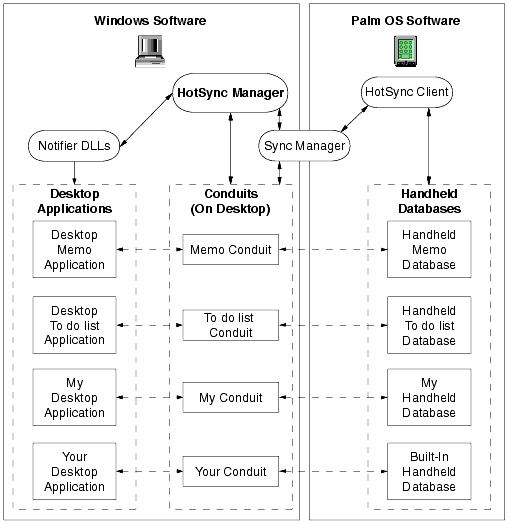 Windows Software
Palm OS Software
HotSync Manager
HotSync Client
Notifier DLLs
Sync Manager
Desktop
Applications
Conduits
(On Desktop)
Handheld
Databases
Desktop
Memo
Application
Memo Conduit
Handheld
Memo
Database
Desktop
To do list
Application
To do list
Conduit
Handheld
To do list
Database
My
Desktop
Application
My Conduit
My
Handheld
Database
Your
Desktop
Application
Your Conduit
Built-In
Handheld
Database